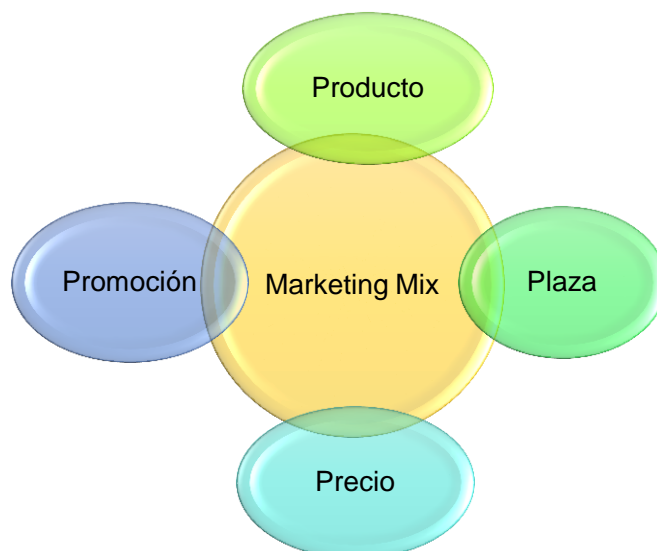 Producto
Promoción
Marketing Mix
Plaza
Precio